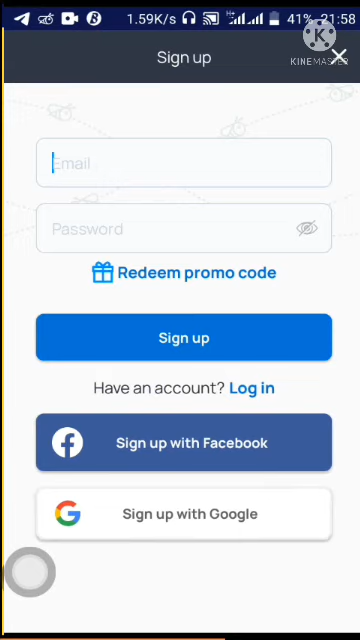 1.59K/s 41% 21:58
KINEMASTER
Sign up
Email
Password
Redeem promo code
Sign up
Have an account? Log in
Sign up with Facebook
Sign up with Google